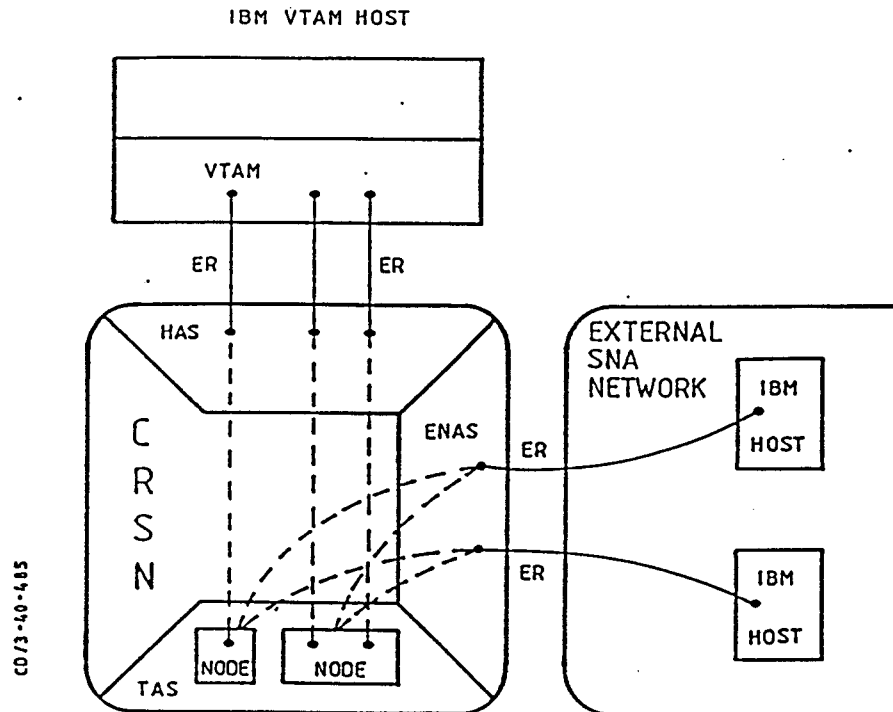 IBM VTAM HOST
VTAM
ER
ER
HAS
EXTERNAL
SNA
NETWORK
IBM
HOST
ENAS
ER
C
R
S
N
ER
IBM
HOST
NODE
NODE
TAS
CD/3-40-485